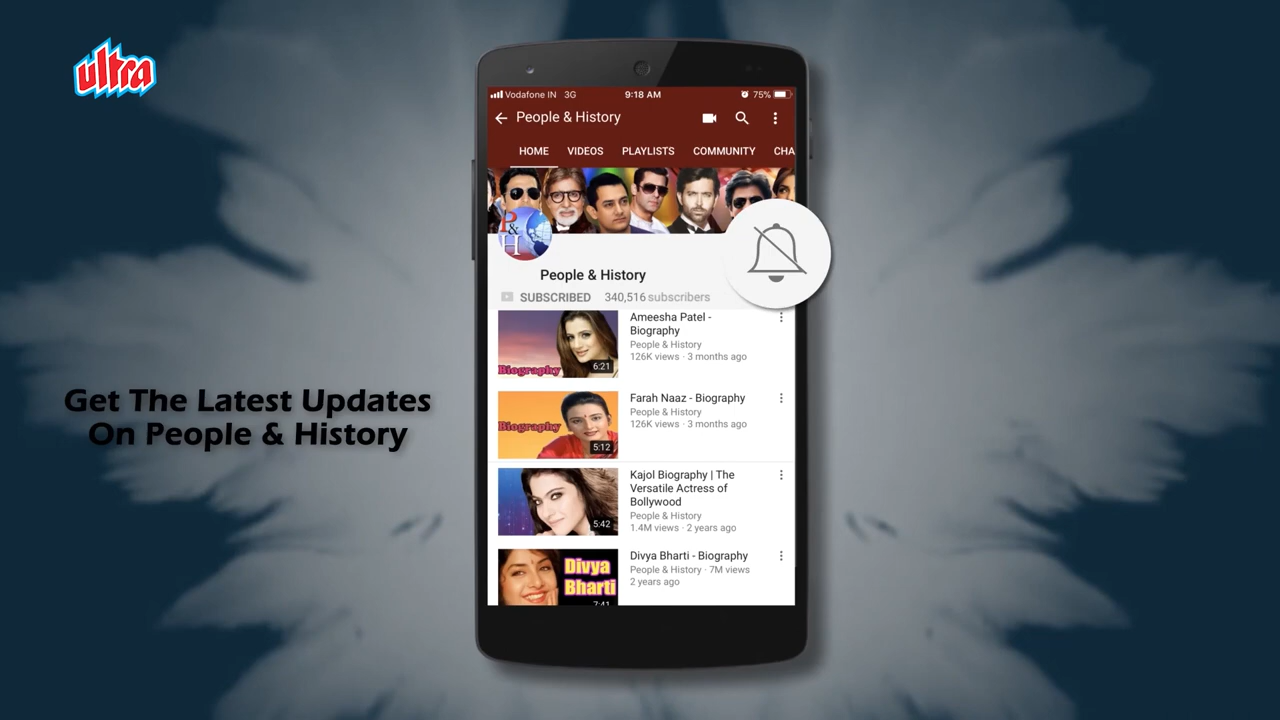 ultra
Vodafone IN 3G 9:18 AM 75%
People & History
HOME VIDEOS PLAYLISTS COMMUNITY CHA
P
&
H
People & History
SUBSCRIBED 340,516 subscribers
Biography
6:21
Ameesha Patel -
Biography
People & History
126K views · 3 months ago
Biography
5:12
Farah Naaz - Biography
People & History
126K views · 3 months ago
5:42
Kajol Biography | The
Versatile Actress of
Bollywood
People & History
1.4M views · 2 years ago
Divya
Bharti
7:41
Divya Bharti - Biography
People & History · 7M views
2 years ago
Get The Latest Updates
On People & History